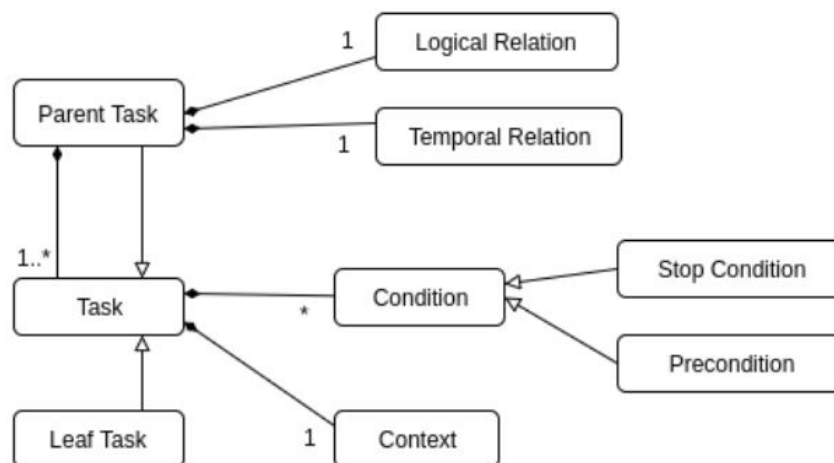 1
Logical Relation
Parent Task
1
Temporal Relation
1..*
Task
*
Condition
Stop Condition
Precondition
Leaf Task
1
Context